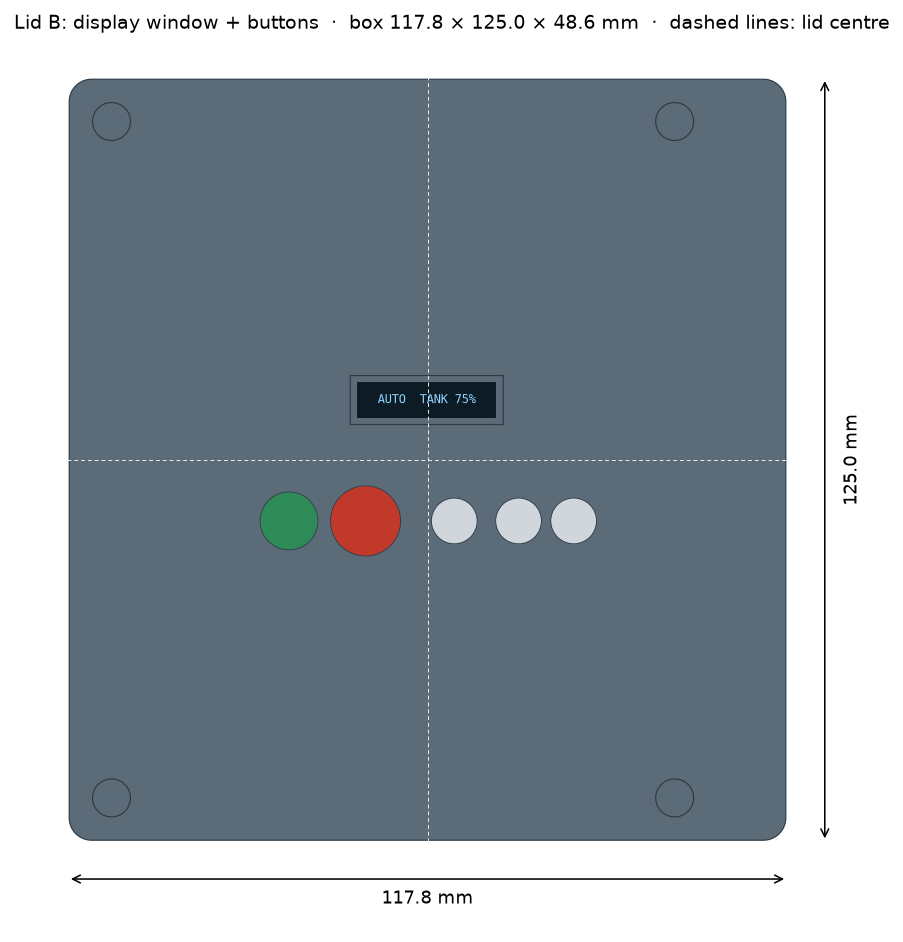 Lid B: display window + buttons · box 117.8 × 125.0 × 48.6 mm · dashed lines: lid centre
AUTO TANK 75%
125.0 mm
117.8 mm